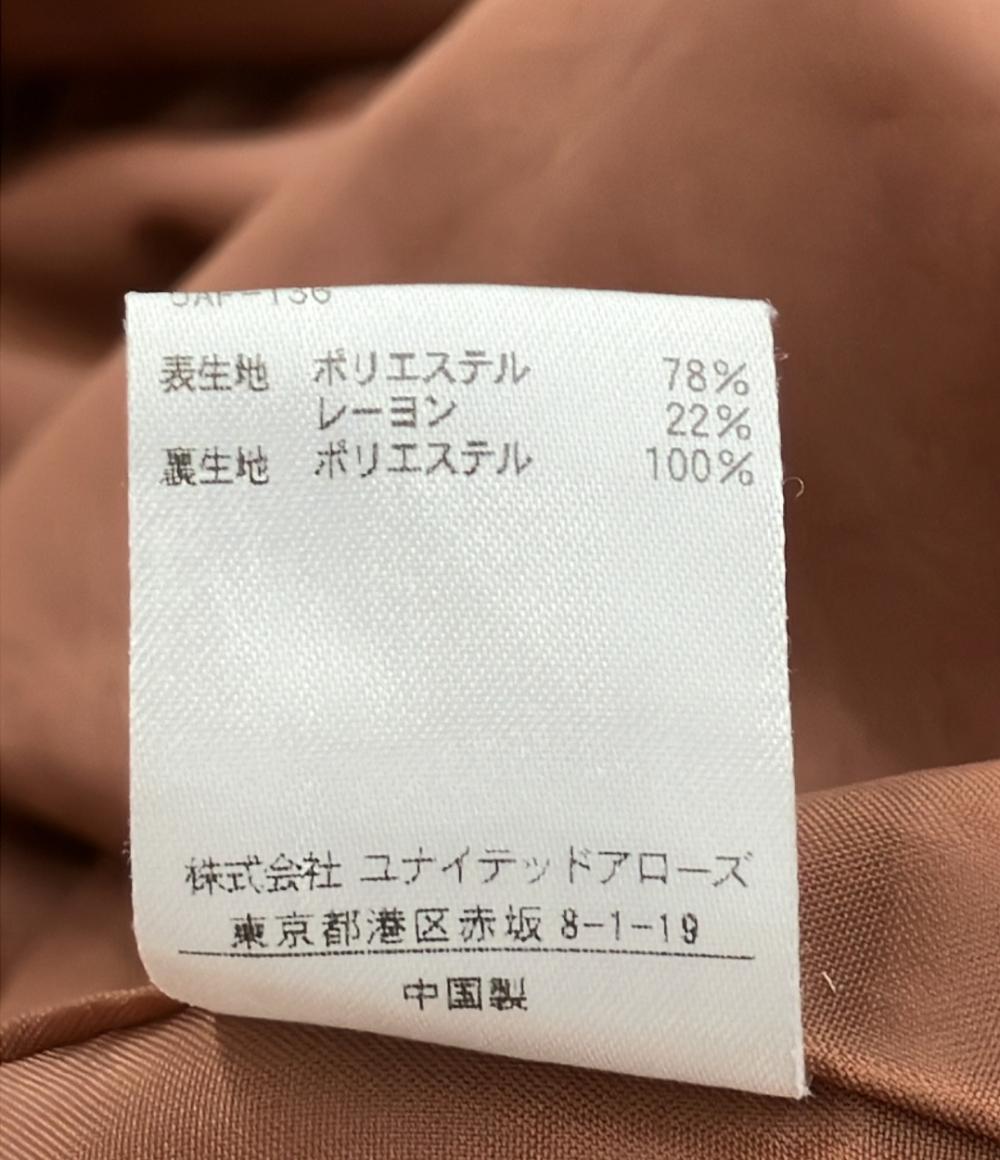 表生地 ポリエステル 78%
レーヨン 22%
裏生地 ポリエステル 100%
株式会社 ユナイテッドアローズ
東京都港区赤坂 8-1-19
中国製